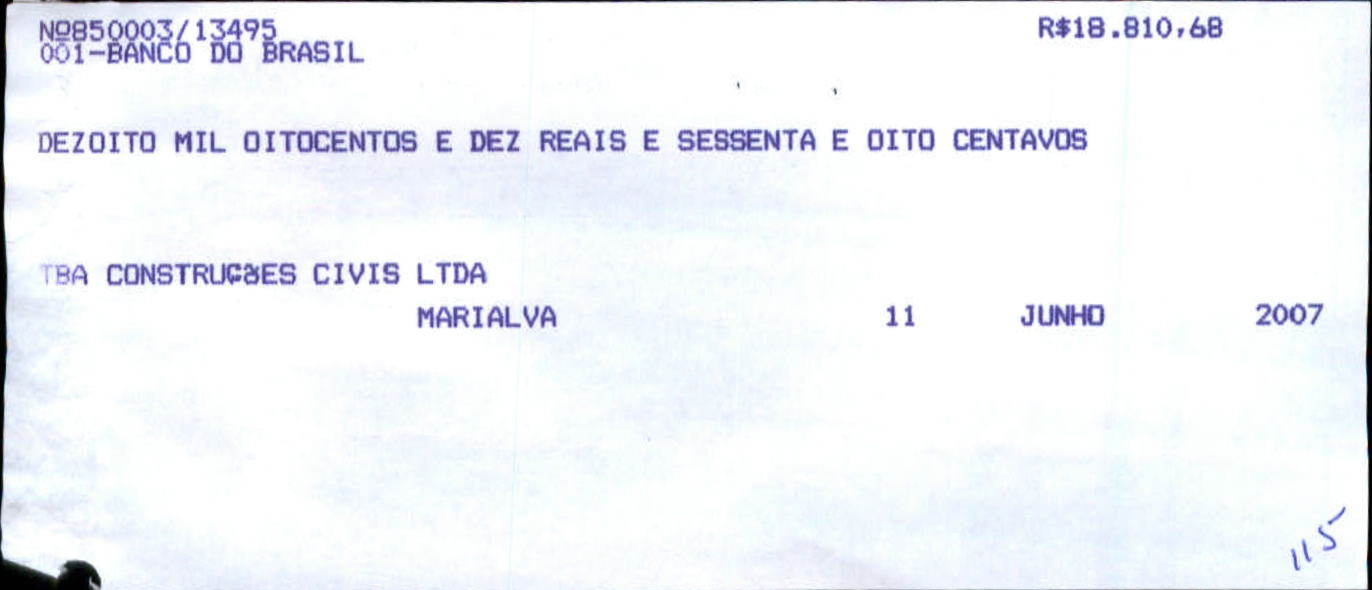 Nº850003/13495
R$18.810,68
001-BANCO DO BRASIL
DEZOITO MIL OITOCENTOS E DEZ REAIS E SESSENTA E OITO CENTAVOS
TBA CONSTRUÇãES CIVIS LTDA
MARIALVA 11 JUNHO 2007
115